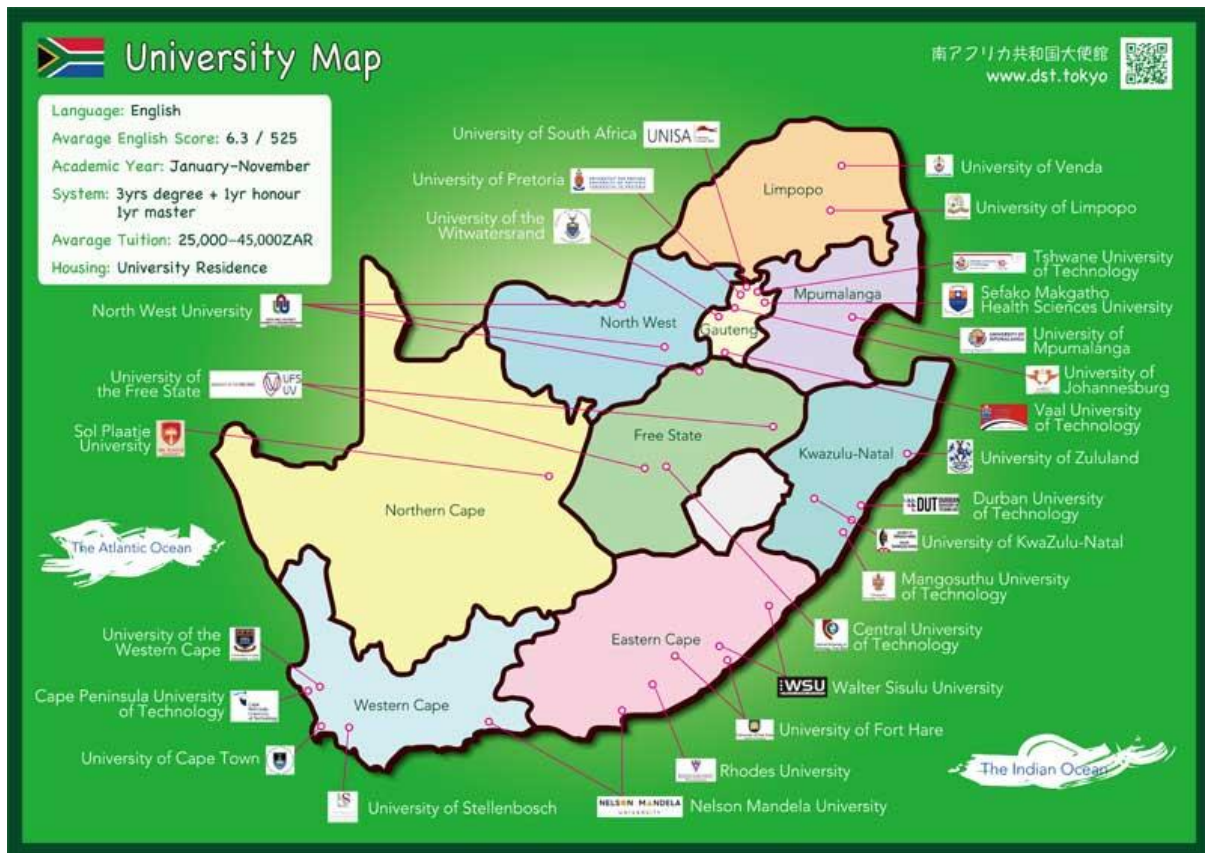 University Map
南アフリカ共和国大使館
www.dst.tokyo
Language: English
Avarage English Score: 6.3 / 525
Academic Year: January-November
System: 3yrs degree + 1yr honour
1yr master
Avarage Tuition: 25,000-45,000ZAR
Housing: University Residence
University of South Africa
UNISA
University of Pretoria
University of the
Witwatersrand
North West University
University of
the Free State
UFS
UV
Sol Plaatje
University
The Atlantic Ocean
University of the
Western Cape
Cape Peninsula University
of Technology
University of Cape Town
University of Stellenbosch
Limpopo
North West
Gauteng
Mpumalanga
Free State
Kwazulu-Natal
Northern Cape
Eastern Cape
Western Cape
University of Venda
University of Limpopo
Tshwane University
of Technology
Sefako Makgatho
Health Sciences University
University of
Mpumalanga
University of
Johannesburg
Vaal University
of Technology
University of Zululand
DUT
Durban University
of Technology
University of KwaZulu-Natal
Mangosuthu University
of Technology
Central University
of Technology
WSU
Walter Sisulu University
University of Fort Hare
Rhodes University
NELSON MANDELA
UNIVERSITY
Nelson Mandela University
The Indian Ocean